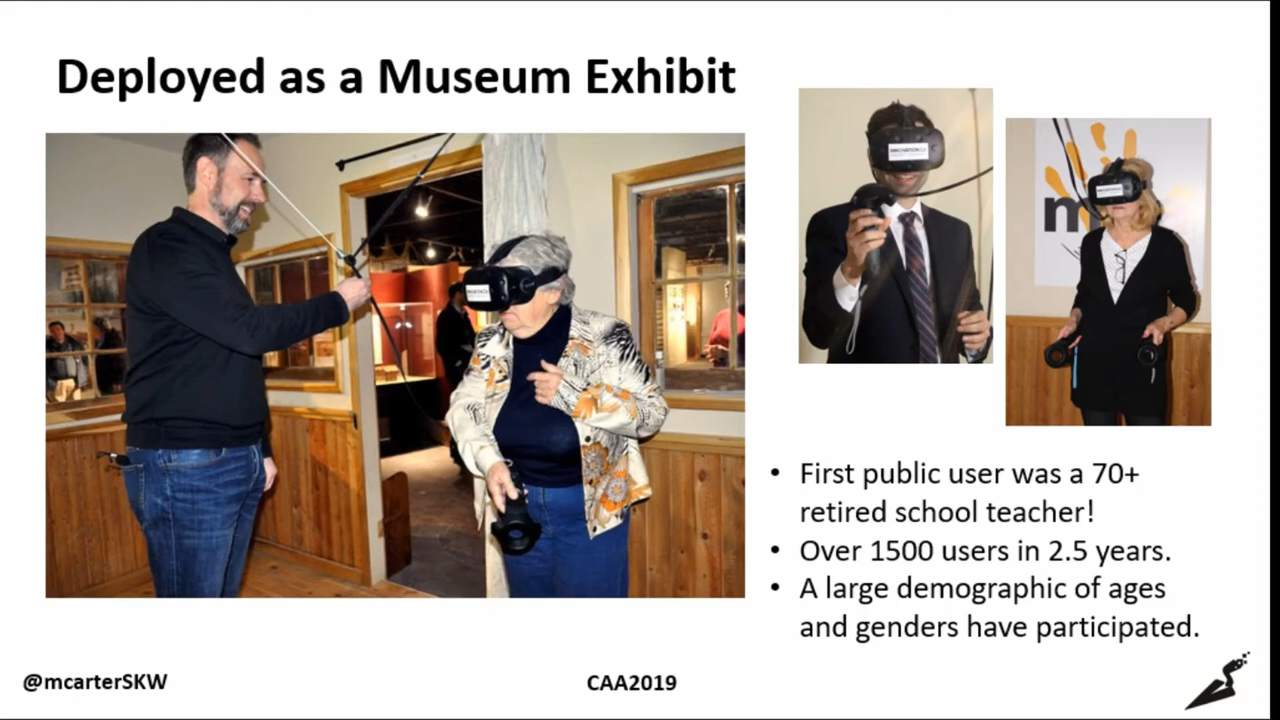 Deployed as a Museum Exhibit
m
• First public user was a 70+
retired school teacher!
• Over 1500 users in 2.5 years.
• A large demographic of ages
and genders have participated.
@mcarterSKW
CAA2019